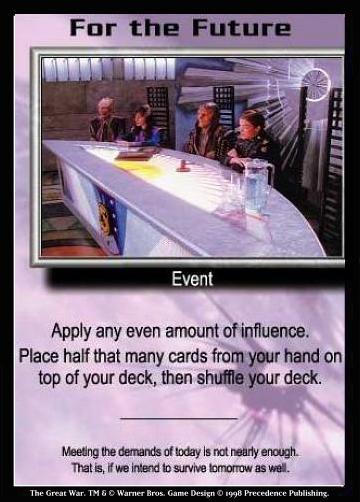 For the Future
Event
Apply any even amount of influence.
Place half that many cards from your hand on
top of your deck, then shuffle your deck.
Meeting the demands of today is not nearly enough.
That is, if we intend to survive tomorrow as well.
The Great War. TM & © Warner Bros. Game Design © 1998 Precedence Publishing.